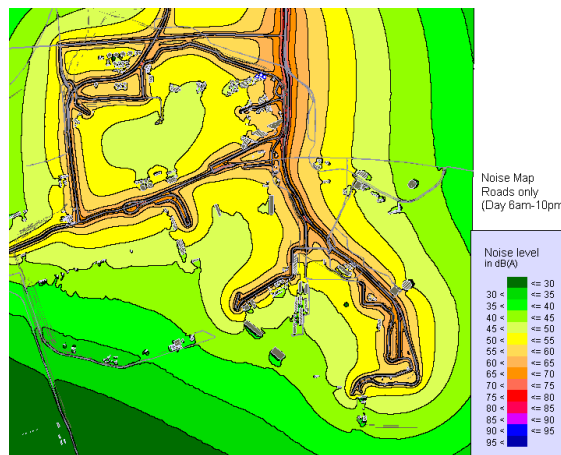 Noise Map
Roads only
(Day 6am-10pm
Noise level
in dB(A)
<= 30
30 < <= 35
35 < <= 40
40 < <= 45
45 < <= 50
50 < <= 55
55 < <= 60
60 < <= 65
65 < <= 70
70 < <= 75
75 < <= 80
80 < <= 85
85 < <= 90
90 < <= 95
95 <